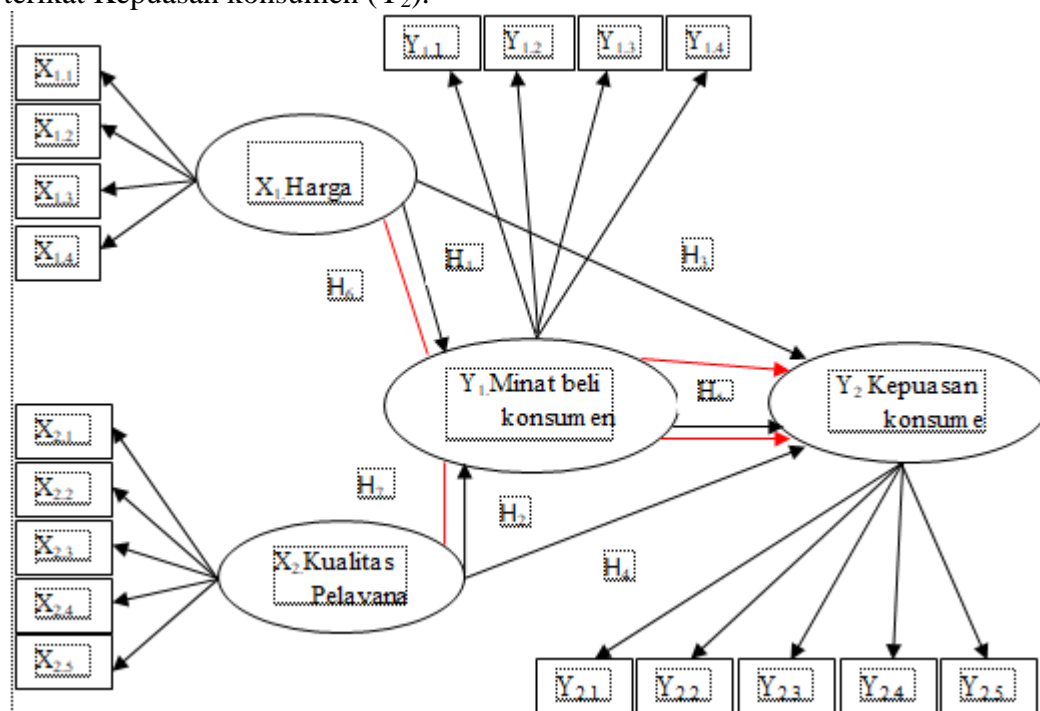 terikat Kepuasan konsumen (Y₂).
Y₁.₁ Y₁.₂ Y₁.₃ Y₁.₄
X₁.₁
X₁.₂
X₁.₃
X₁.₄
X₁.Harga
H₁
H₃
H₆
Y₁.Minat beli
konsumen
H₅
Y₂ Kepuasan
konsume
X₂.₁
X₂.₂
X₂.₃
X₂.₄
X₂.₅
H₇
H₂
X₂.Kualitas
Pelayana
H₄
Y₂.₁ Y₂.₂ Y₂.₃ Y₂.₄ Y₂.₅